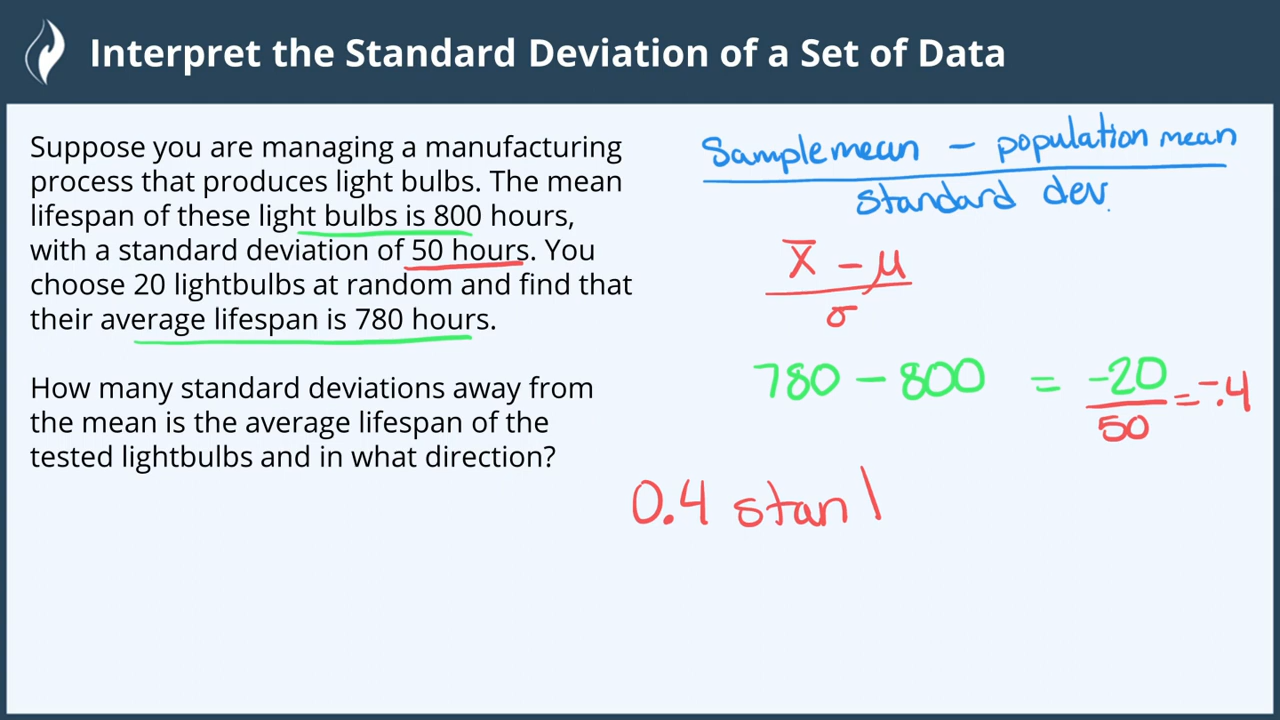 Interpret the Standard Deviation of a Set of Data
Suppose you are managing a manufacturing
process that produces light bulbs. The mean
lifespan of these light bulbs is 800 hours,
with a standard deviation of 50 hours. You
choose 20 lightbulbs at random and find that
their average lifespan is 780 hours.
How many standard deviations away from
the mean is the average lifespan of the
tested lightbulbs and in what direction?
Sample mean - population mean
standard dev.
x̅ - μ
σ
780 - 800 = -20 = -.4
50
0.4 stan